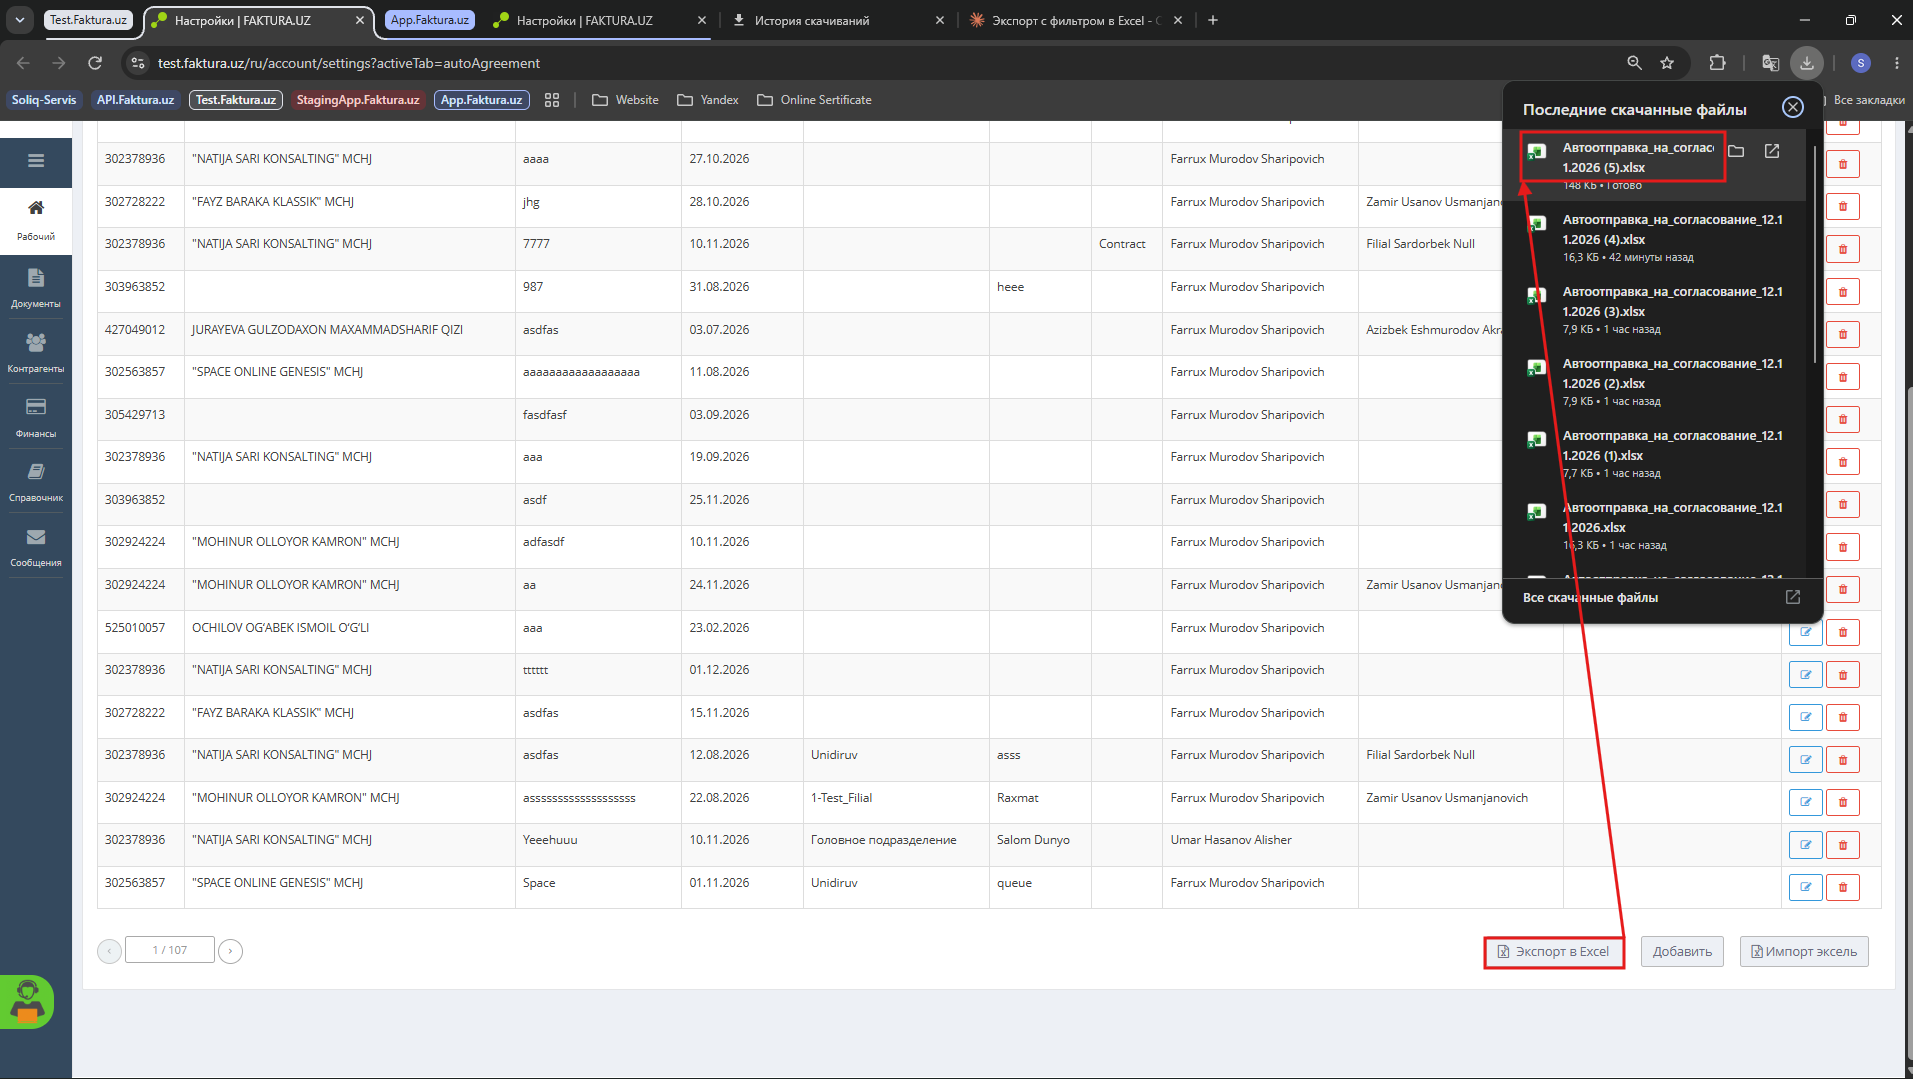 Test.Faktura.uz
Настройки | FAKTURA.UZ
App.Faktura.uz
Настройки | FAKTURA.UZ
История скачиваний
Экспорт с фильтром в Excel - C
test.faktura.uz/ru/account/settings?activeTab=autoAgreement
S
Soliq-Servis
API.Faktura.uz
Test.Faktura.uz
StagingApp.Faktura.uz
App.Faktura.uz
Website
Yandex
Online Sertificate
Все закладки
Последние скачанные файлы
Автоотправка_на_соглас
1.2026 (5).xlsx
148 КБ • Готово
Автоотправка_на_согласование_12.1
1.2026 (4).xlsx
16,3 КБ • 42 минуты назад
Автоотправка_на_согласование_12.1
1.2026 (3).xlsx
7,9 КБ • 1 час назад
Автоотправка_на_согласование_12.1
1.2026 (2).xlsx
7,9 КБ • 1 час назад
Автоотправка_на_согласование_12.1
1.2026 (1).xlsx
7,7 КБ • 1 час назад
Автоотправка_на_согласование_12.1
1.2026.xlsx
16,3 КБ • 1 час назад
Все скачанные файлы
Рабочий
Документы
Контрагенты
Финансы
Справочник
Сообщения
302378936 "NATIJA SARI KONSALTING" MCHJ aaaa 27.10.2026 Farrux Murodov Sharipovich
302728222 "FAYZ BARAKA KLASSIK" MCHJ jhg 28.10.2026 Farrux Murodov Sharipovich Zamir Usanov Usmanjano
302378936 "NATIJA SARI KONSALTING" MCHJ 7777 10.11.2026 Contract Farrux Murodov Sharipovich Filial Sardorbek Null
303963852 987 31.08.2026 heee Farrux Murodov Sharipovich
427049012 JURAYEVA GULZODAXON MAXAMMADSHARIF QIZI asdfas 03.07.2026 Farrux Murodov Sharipovich Azizbek Eshmurodov Akra
302563857 "SPACE ONLINE GENESIS" MCHJ aaaaaaaaaaaaaaaaaa 11.08.2026 Farrux Murodov Sharipovich
305429713 fasdfasf 03.09.2026 Farrux Murodov Sharipovich
302378936 "NATIJA SARI KONSALTING" MCHJ aaa 19.09.2026 Farrux Murodov Sharipovich
303963852 asdf 25.11.2026 Farrux Murodov Sharipovich
302924224 "MOHINUR OLLOYOR KAMRON" MCHJ adfasdf 10.11.2026 Farrux Murodov Sharipovich
302924224 "MOHINUR OLLOYOR KAMRON" MCHJ aa 24.11.2026 Farrux Murodov Sharipovich Zamir Usanov Usmanjano
525010057 OCHILOV OG‘ABEK ISMOIL O‘G‘LI aaa 23.02.2026 Farrux Murodov Sharipovich
302378936 "NATIJA SARI KONSALTING" MCHJ tttttt 01.12.2026 Farrux Murodov Sharipovich
302728222 "FAYZ BARAKA KLASSIK" MCHJ asdfas 15.11.2026 Farrux Murodov Sharipovich
302378936 "NATIJA SARI KONSALTING" MCHJ asdfas 12.08.2026 Unidiruv asss Farrux Murodov Sharipovich Filial Sardorbek Null
302924224 "MOHINUR OLLOYOR KAMRON" MCHJ asssssssssssssssssss 22.08.2026 1-Test_Filial Raxmat Farrux Murodov Sharipovich Zamir Usanov Usmanjanovich
302378936 "NATIJA SARI KONSALTING" MCHJ Yeeehuuu 10.11.2026 Головное подразделение Salom Dunyo Umar Hasanov Alisher
302563857 "SPACE ONLINE GENESIS" MCHJ Space 01.11.2026 Unidiruv queue Farrux Murodov Sharipovich
1 / 107
Экспорт в Excel
Добавить
Импорт эксель